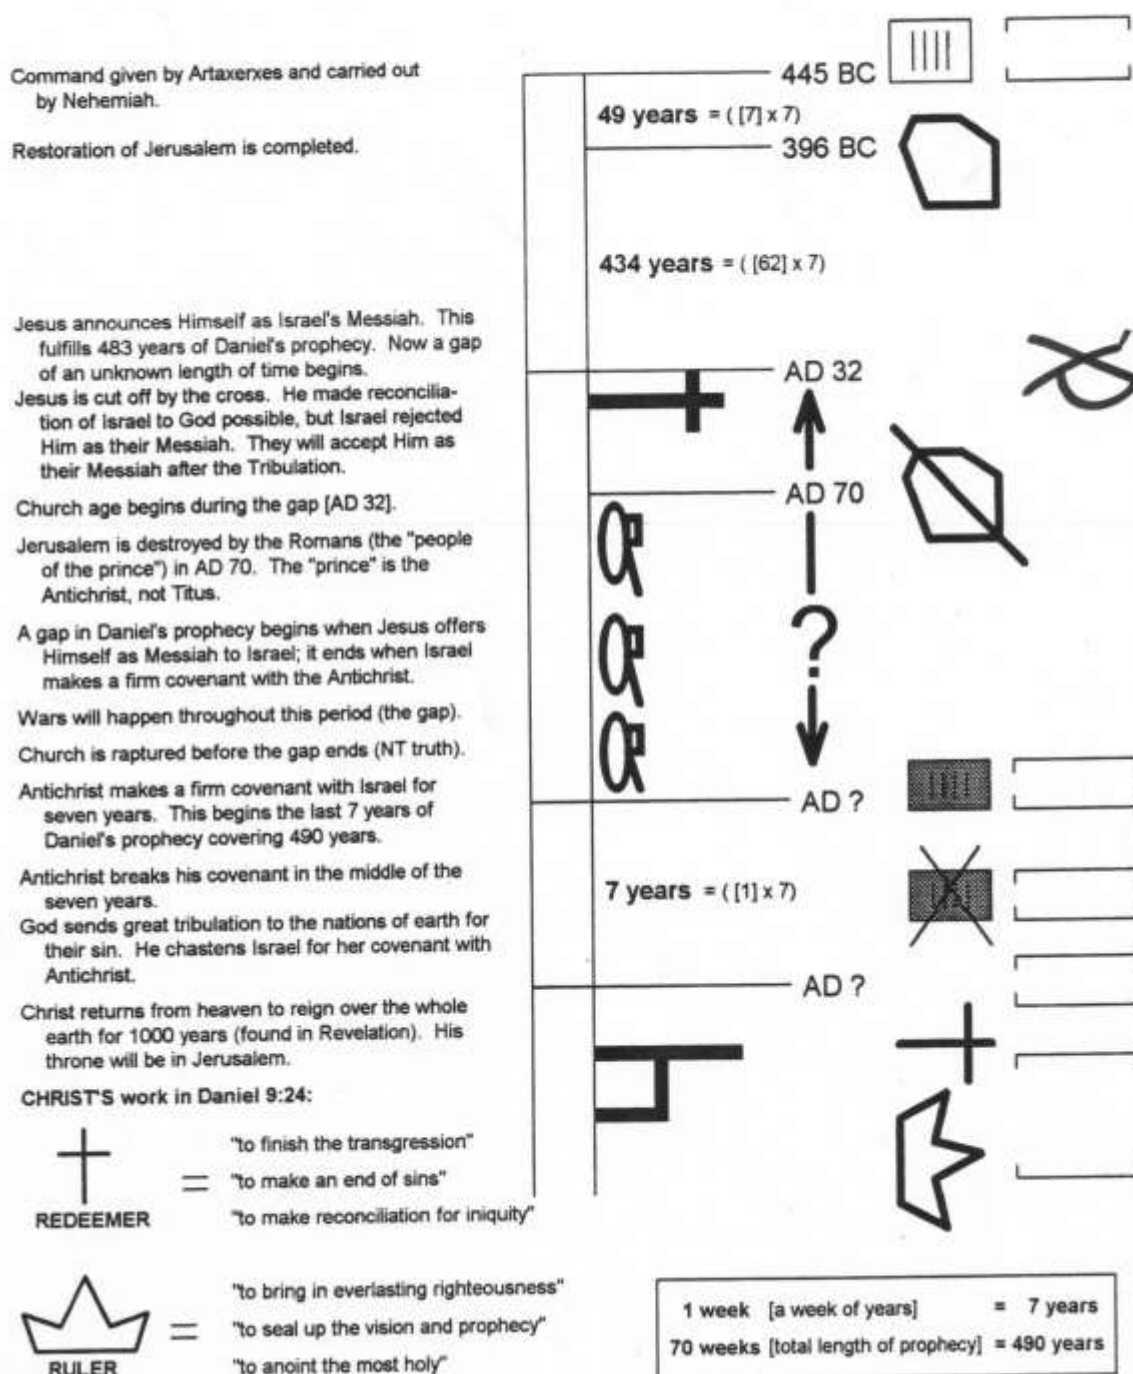 Command given by Artaxerxes and carried out
by Nehemiah.
Restoration of Jerusalem is completed.
445 BC
49 years = ( [7] x 7)
396 BC
434 years = ( [62] x 7)
Jesus announces Himself as Israel's Messiah. This
fulfills 483 years of Daniel's prophecy. Now a gap
of an unknown length of time begins.
Jesus is cut off by the cross. He made reconcilia-
tion of Israel to God possible, but Israel rejected
Him as their Messiah. They will accept Him as
their Messiah after the Tribulation.
AD 32
Church age begins during the gap [AD 32].
AD 70
Jerusalem is destroyed by the Romans (the "people
of the prince") in AD 70. The "prince" is the
Antichrist, not Titus.
A gap in Daniel's prophecy begins when Jesus offers
Himself as Messiah to Israel; it ends when Israel
makes a firm covenant with the Antichrist.
?
Wars will happen throughout this period (the gap).
Church is raptured before the gap ends (NT truth).
Antichrist makes a firm covenant with Israel for
seven years. This begins the last 7 years of
Daniel's prophecy covering 490 years.
AD ?
Antichrist breaks his covenant in the middle of the
seven years.
7 years = ( [1] x 7)
God sends great tribulation to the nations of earth for
their sin. He chastens Israel for her covenant with
Antichrist.
AD ?
Christ returns from heaven to reign over the whole
earth for 1000 years (found in Revelation). His
throne will be in Jerusalem.
CHRIST'S work in Daniel 9:24:
REDEEMER
=
"to finish the transgression"
"to make an end of sins"
"to make reconciliation for iniquity"
RULER
=
"to bring in everlasting righteousness"
"to seal up the vision and prophecy"
"to anoint the most holy"
1 week [a week of years] = 7 years
70 weeks [total length of prophecy] = 490 years